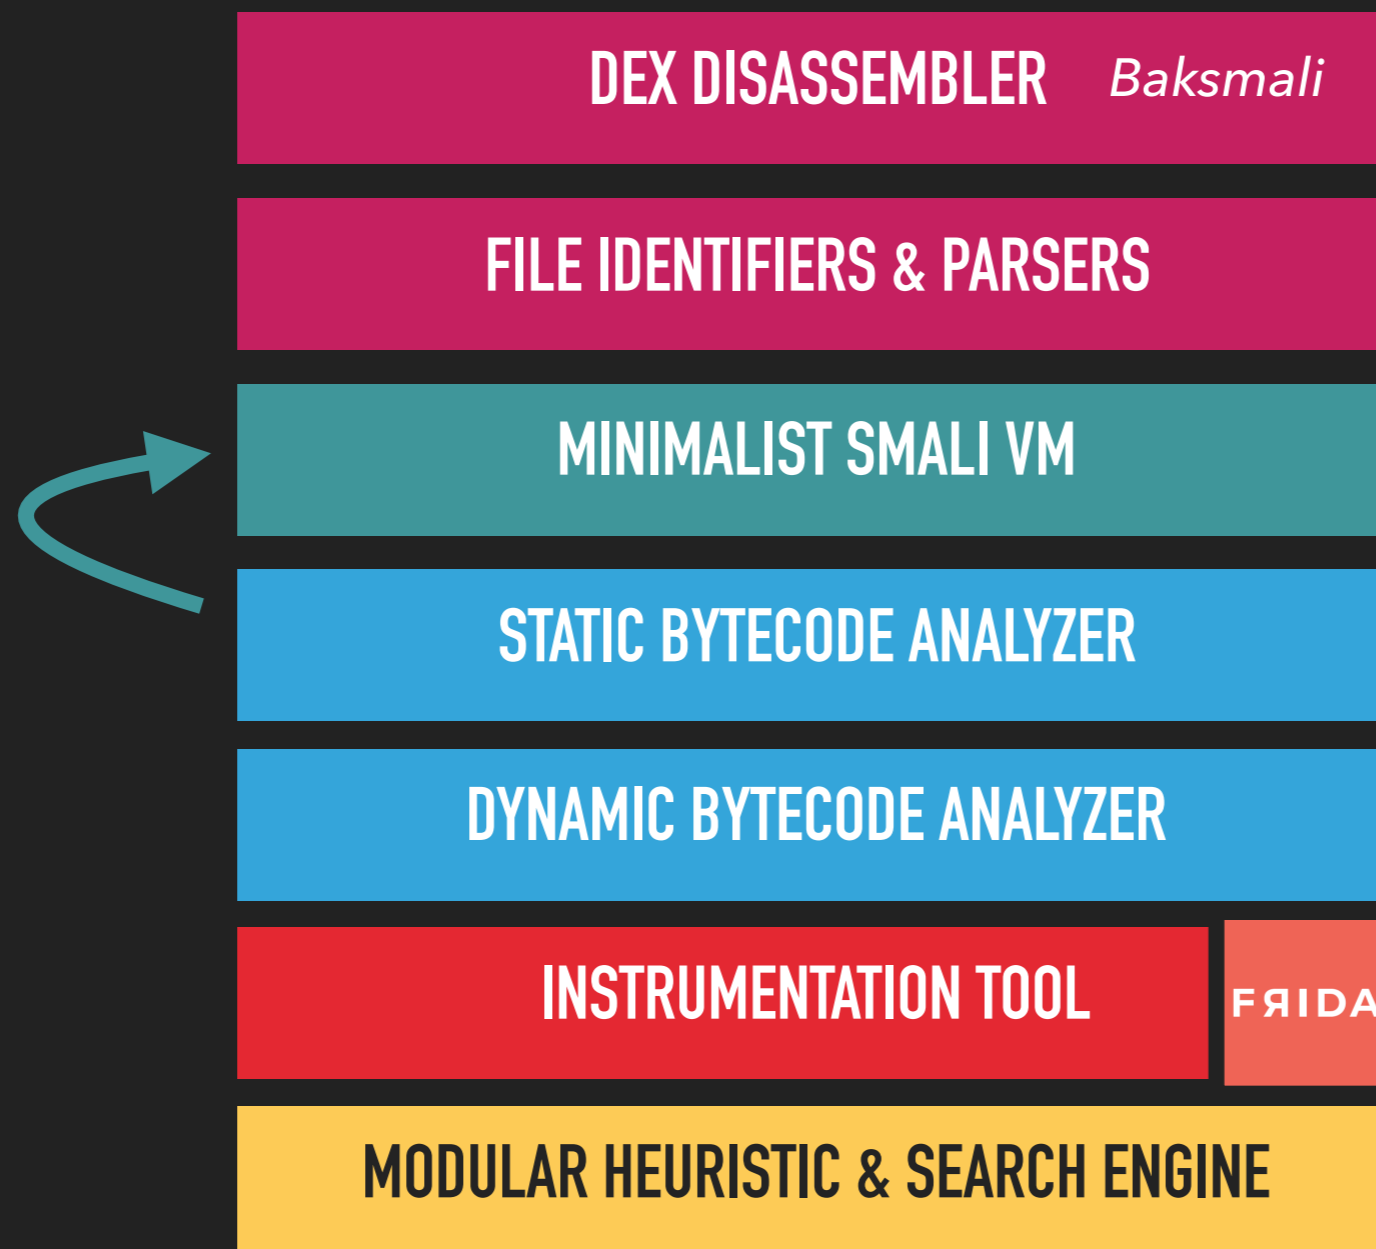 DEX DISASSEMBLER Baksmali
FILE IDENTIFIERS & PARSERS
MINIMALIST SMALI VM
STATIC BYTECODE ANALYZER
DYNAMIC BYTECODE ANALYZER
INSTRUMENTATION TOOL FЯIDA
MODULAR HEURISTIC & SEARCH ENGINE